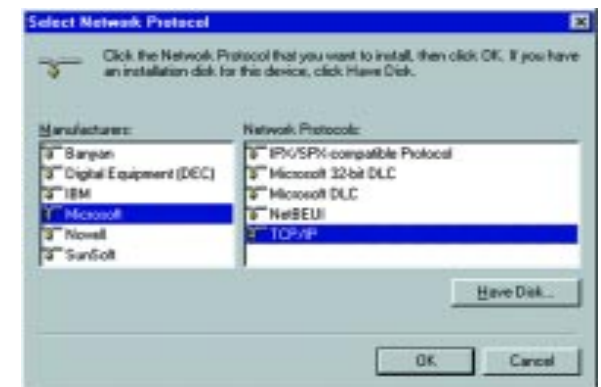 Select Network Protocol
Click the Network Protocol that you want to install, then click OK. If you have
an installation disk for this device, click Have Disk.
Manufacturers:
Banyan
Digital Equipment (DEC)
IBM
Microsoft
Novell
SunSoft
Network Protocols:
IPX/SPX-compatible Protocol
Microsoft 32-bit DLC
Microsoft DLC
NetBEUI
TCP/IP
Have Disk...
OK
Cancel